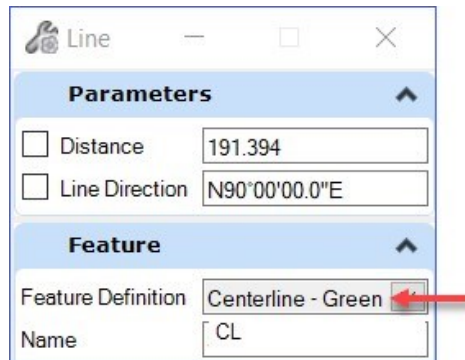 Line
Parameters
Distance 191.394
Line Direction N90°00'00.0"E
Feature
Feature Definition Centerline - Green
Name CL